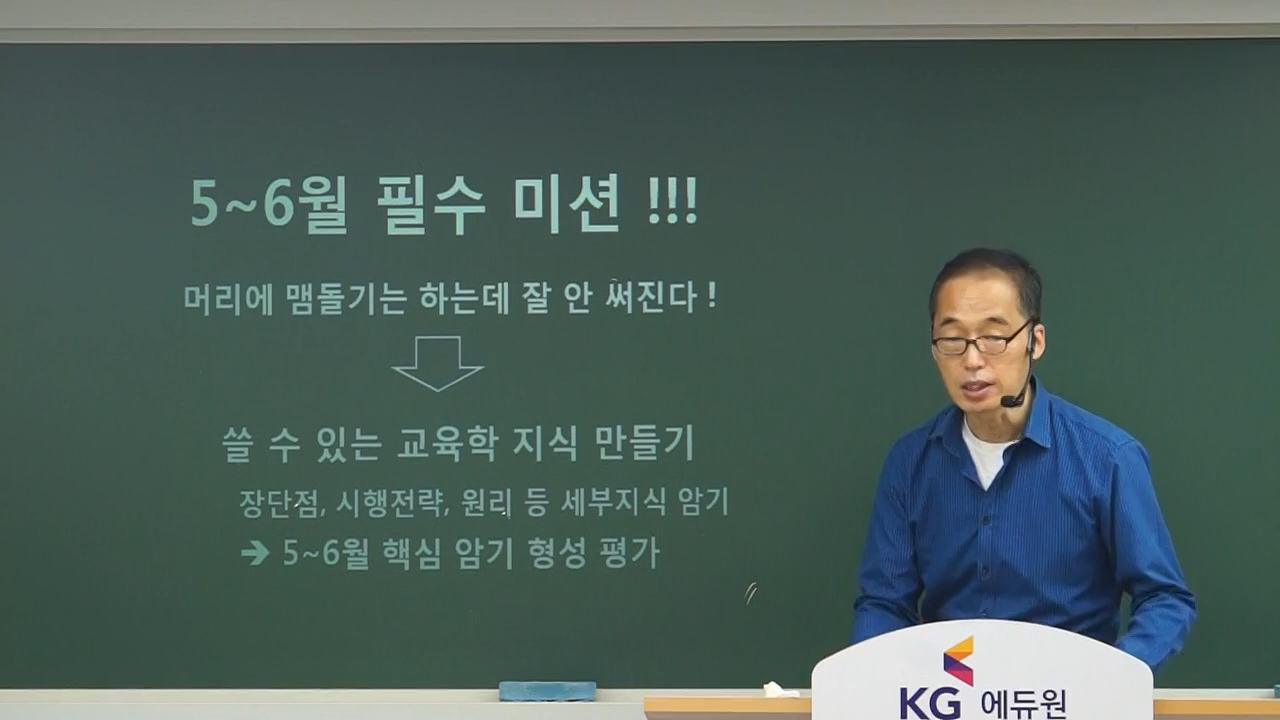 5~6월 필수 미션 !!!
머리에 맴돌기는 하는데 잘 안 써진다 !
쓸 수 있는 교육학 지식 만들기
장단점, 시행전략, 원리 등 세부지식 암기
➔ 5~6월 핵심 암기 형성 평가
KG 에듀원